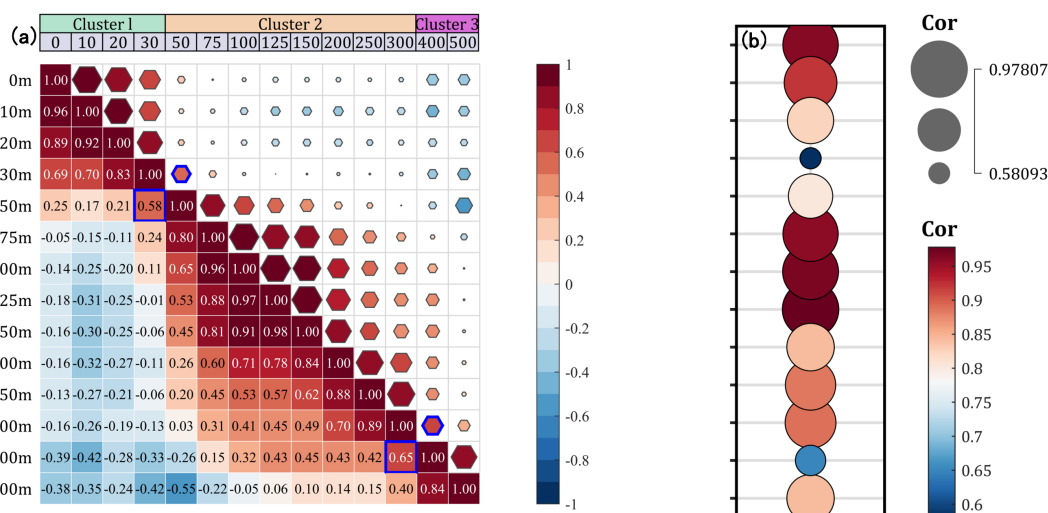 Cluster 1 Cluster 2 Cluster 3
(a) 0 10 20 30 50 75 100 125 150 200 250 300 400 500
0m 1.00
10m 0.96 1.00
20m 0.89 0.92 1.00
30m 0.69 0.70 0.83 1.00
50m 0.25 0.17 0.21 0.58 1.00
75m -0.05 -0.15 -0.11 0.24 0.80 1.00
00m -0.14 -0.25 -0.20 0.11 0.65 0.96 1.00
25m -0.18 -0.31 -0.25 -0.01 0.53 0.88 0.97 1.00
50m -0.16 -0.30 -0.25 -0.06 0.45 0.81 0.91 0.98 1.00
00m -0.16 -0.32 -0.27 -0.11 0.26 0.60 0.71 0.78 0.84 1.00
50m -0.13 -0.27 -0.21 -0.06 0.20 0.45 0.53 0.57 0.62 0.88 1.00
00m -0.16 -0.26 -0.19 -0.13 0.03 0.31 0.41 0.45 0.49 0.70 0.89 1.00
00m -0.39 -0.42 -0.28 -0.33 -0.26 0.15 0.32 0.43 0.45 0.43 0.42 0.65 1.00
00m -0.38 -0.35 -0.24 -0.42 -0.55 -0.22 -0.05 0.06 0.10 0.14 0.15 0.40 0.84 1.00
1
0.8
0.6
0.4
0.2
0
-0.2
-0.4
-0.6
-0.8
-1
(b)
Cor
0.97807
0.58093
Cor
0.95
0.9
0.85
0.8
0.75
0.7
0.65
0.6